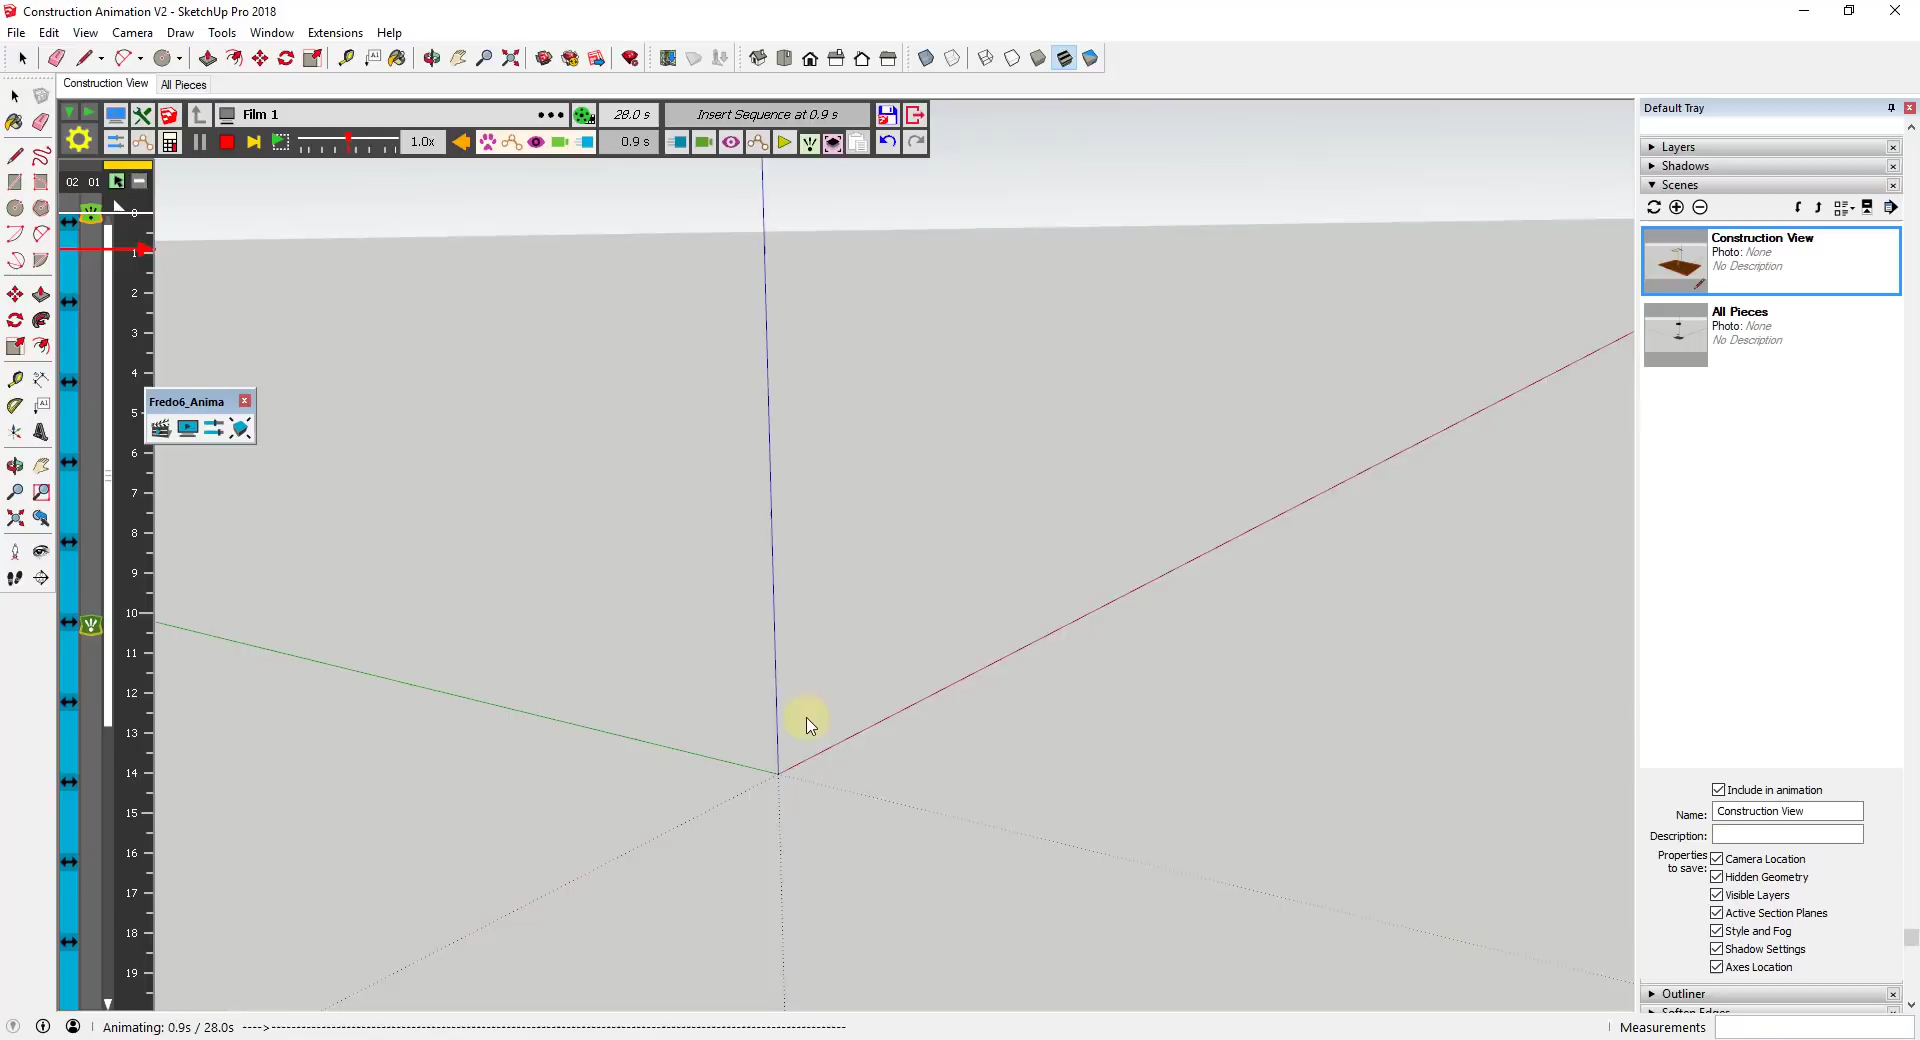 Construction Animation V2 - SketchUp Pro 2018
File Edit View Camera Draw Tools Window Extensions Help
Construction View All Pieces
Film 1 28.0 s Insert Sequence at 0.9 s
1.0x 0.9 s
02 01
0
1
2
3
4
5
6
7
8
9
10
11
12
13
14
15
16
17
18
19
Fredo6_Anima
Default Tray
Layers
Shadows
Scenes
Construction View
Photo: None
No Description
All Pieces
Photo: None
No Description
Include in animation
Name: Construction View
Description:
Properties to save:
Camera Location
Hidden Geometry
Visible Layers
Active Section Planes
Style and Fog
Shadow Settings
Axes Location
Outliner
Soften Edges
Animating: 0.9s / 28.0s ---->
Measurements